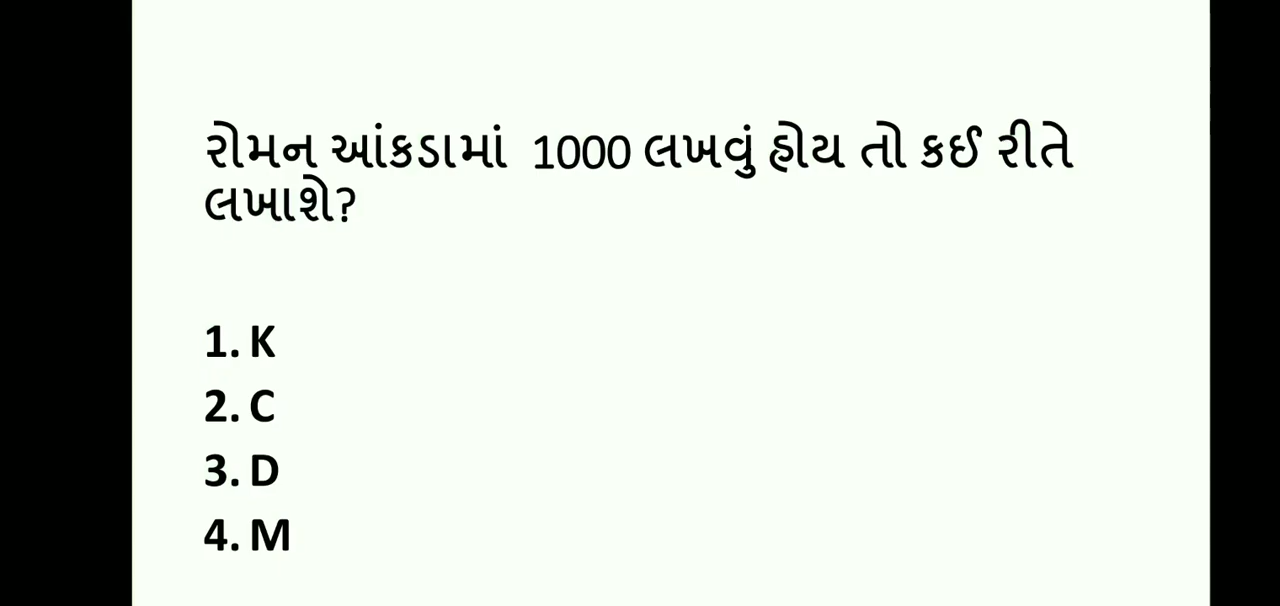 રોમન આંકડામાં 1000 લખવું હોય તો કઈ રીતે
લખાશે?
1. K
2. C
3. D
4. M